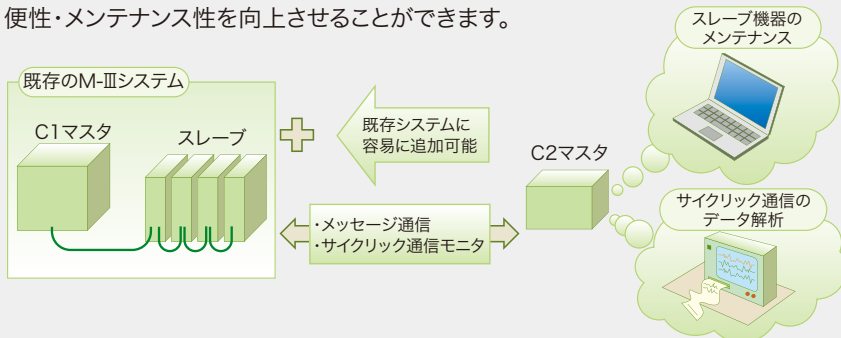 便性・メンテナンス性を向上させることができます。
スレーブ機器の
メンテナンス
既存のM-Ⅲシステム
C1マスタ
スレーブ
既存システムに
容易に追加可能
C2マスタ
・メッセージ通信
・サイクリック通信モニタ
サイクリック通信の
データ解析